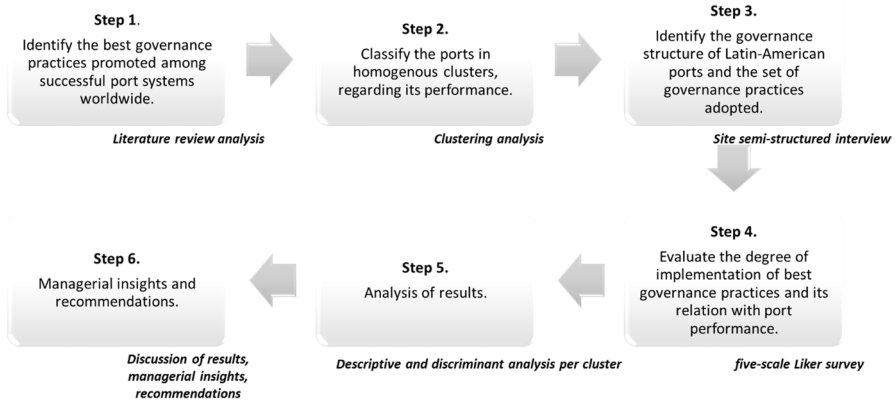 Step 1.
Identify the best governance
practices promoted among
successful port systems
worldwide.
Literature review analysis
Step 2.
Classify the ports in
homogenous clusters,
regarding its performance.
Clustering analysis
Step 3.
Identify the governance
structure of Latin-American
ports and the set of
governance practices
adopted.
Site semi-structured interview
Step 4.
Evaluate the degree of
implementation of best
governance practices and its
relation with port
performance.
five-scale Liker survey
Step 5.
Analysis of results.
Descriptive and discriminant analysis per cluster
Step 6.
Managerial insights and
recommendations.
Discussion of results,
managerial insights,
recommendations